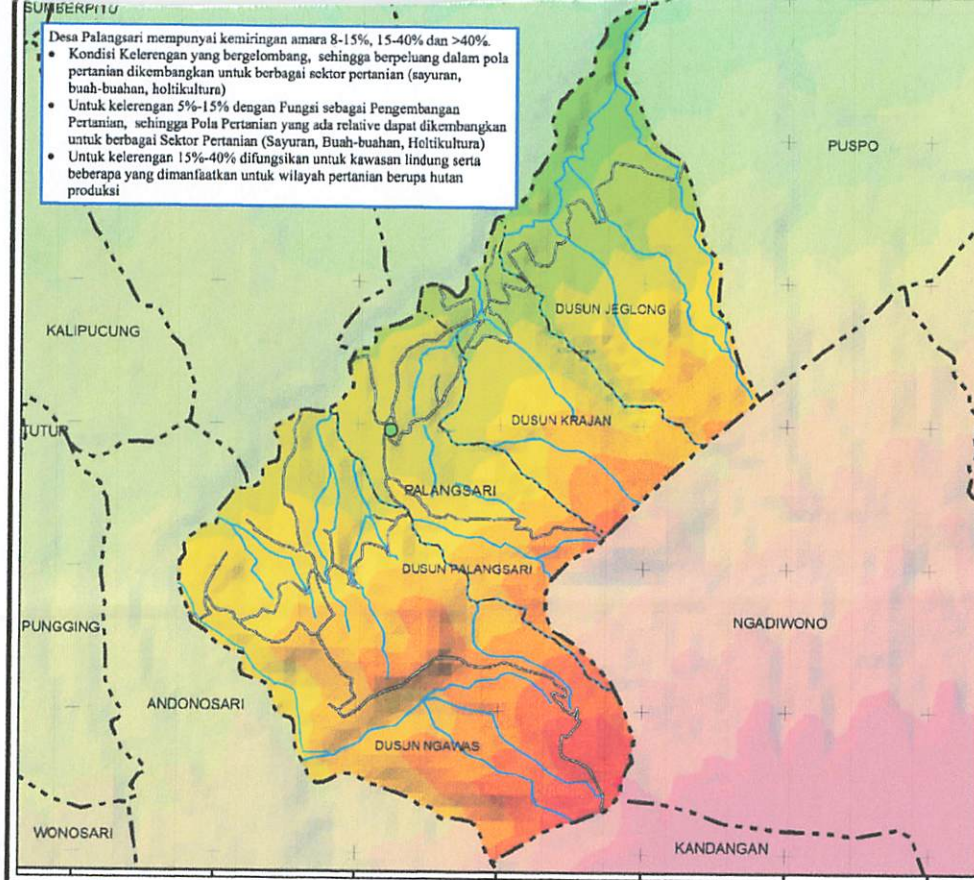 SUMBERPITU
Desa Palangsari mempunyai kemiringan amara 8-15%, 15-40% dan >40%.
• Kondisi Kelerengan yang bergelombang, sehingga berpeluang dalam pola
pertanian dikembangkan untuk berbagai sektor pertanian (sayuran,
buah-buahan, holtikultura)
• Untuk kelerengan 5%-15% dengan Fungsi sebagai Pengembangan
Pertanian, sehingga Pola Pertanian yang ada relative dapat dikembangkan
untuk berbagai Sektor Pertanian (Sayuran, Buah-buahan, Holtikultura)
• Untuk kelerengan 15%-40% difungsikan untuk kawasan lindung serta
beberapa yang dimanfaatkan untuk wilayah pertanian berupa hutan
produksi
PUSPO
DUSUN JEGLONG
KALIPUCUNG
DUSUN KRAJAN
TUTUR
PALANGSARI
DUSUN PALANGSARI
PUNGGING
NGADIWONO
ANDONOSARI
DUSUN NGAWAS
WONOSARI
KANDANGAN